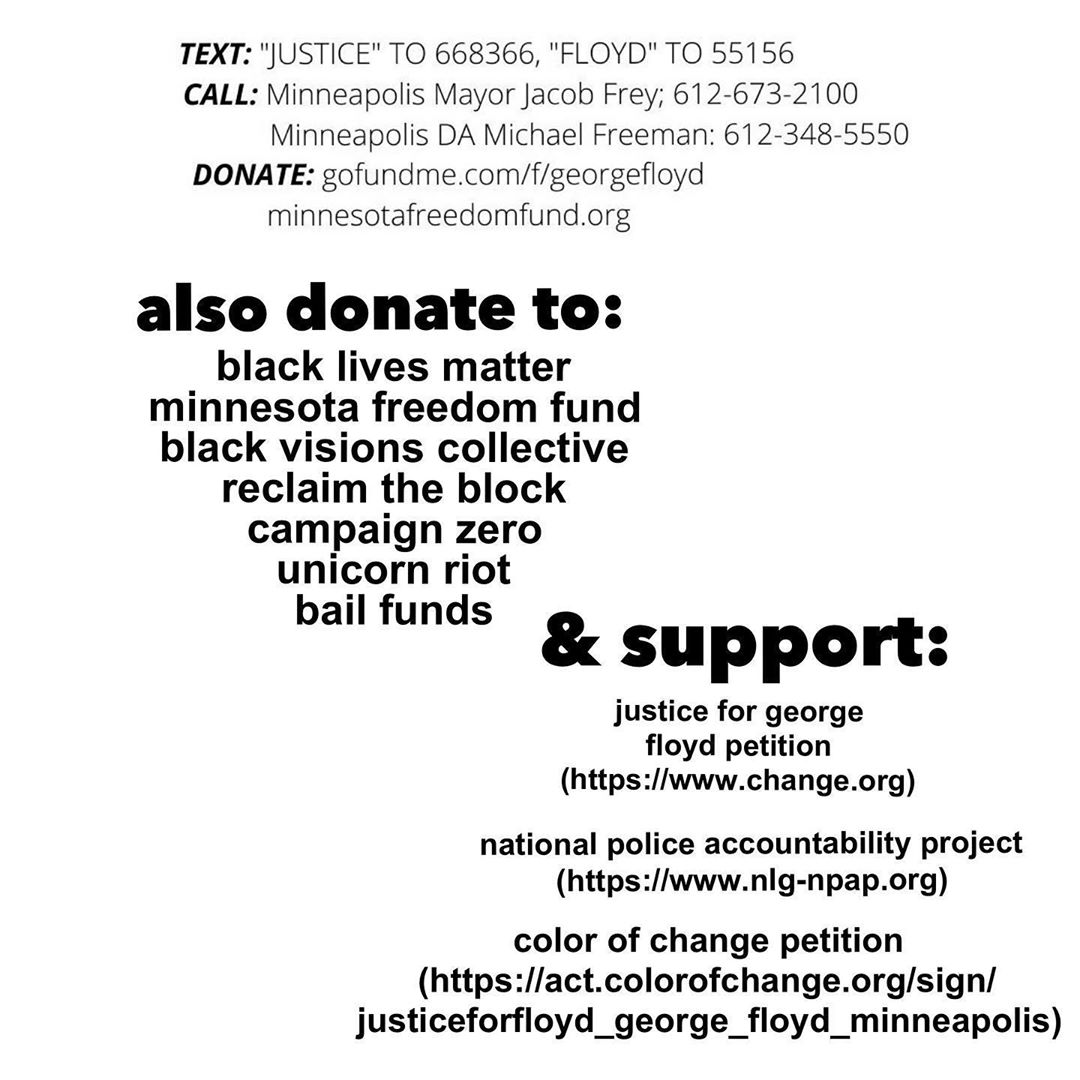 TEXT: "JUSTICE" TO 668366, "FLOYD" TO 55156
CALL: Minneapolis Mayor Jacob Frey; 612-673-2100
Minneapolis DA Michael Freeman: 612-348-5550
DONATE: gofundme.com/f/georgefloyd
minnesotafreedomfund.org
also donate to:
black lives matter
minnesota freedom fund
black visions collective
reclaim the block
campaign zero
unicorn riot
bail funds
& support:
justice for george
floyd petition
(https://www.change.org)
national police accountability project
(https://www.nlg-npap.org)
color of change petition
(https://act.colorofchange.org/sign/
justiceforfloyd_george_floyd_minneapolis)